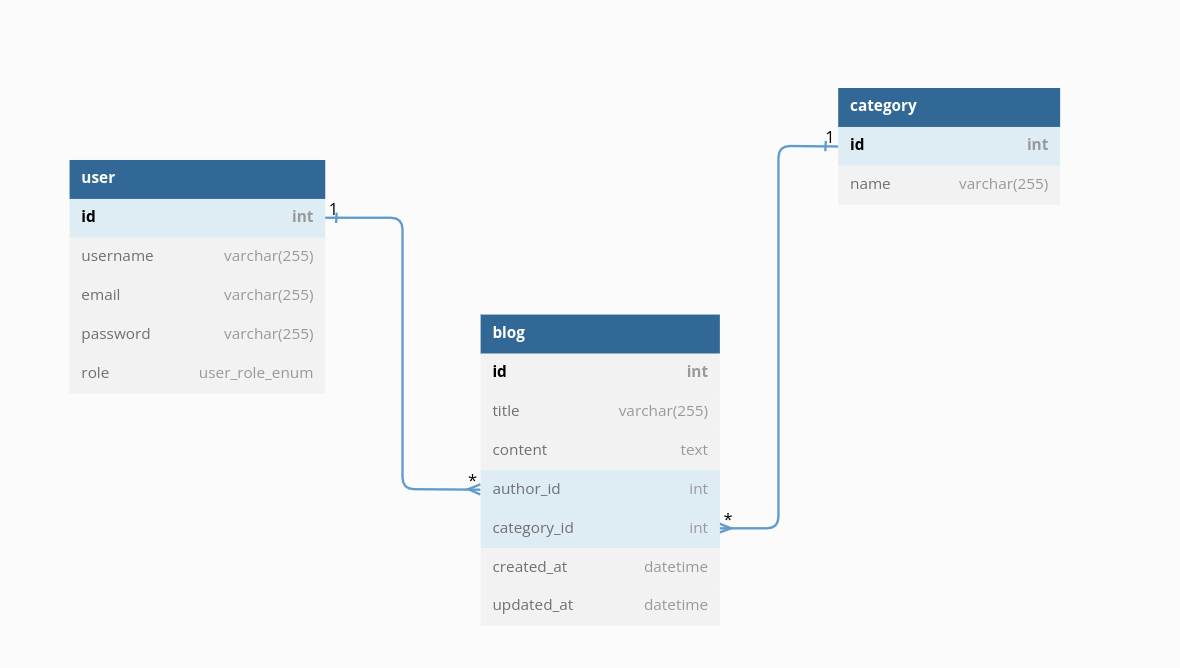 user
id int
username varchar(255)
email varchar(255)
password varchar(255)
role user_role_enum
1
*
blog
id int
title varchar(255)
content text
author_id int
category_id int
created_at datetime
updated_at datetime
*
1
category
id int
name varchar(255)